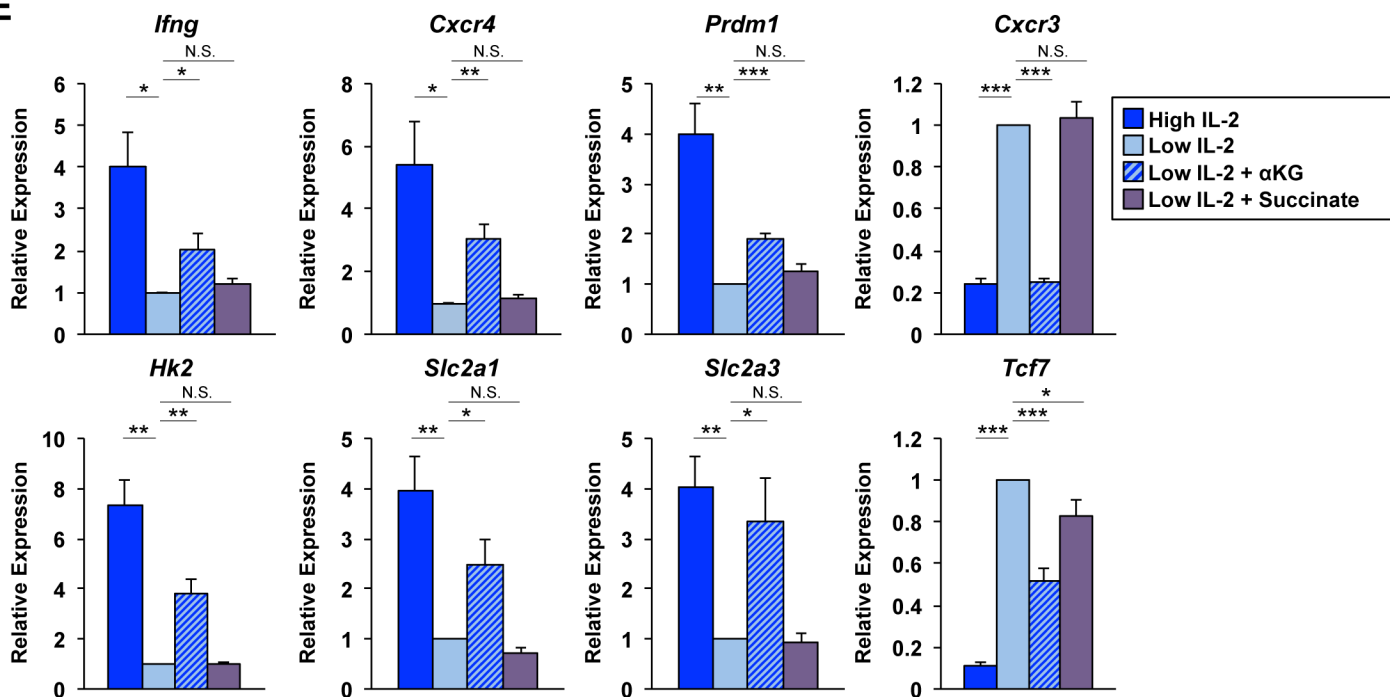 E
Ifng
Cxcr4
Prdm1
Cxcr3
N.S.
N.S.
N.S.
N.S.
*
*
*
**
**
***
***
***
Relative Expression
6
5
4
3
2
1
0
Relative Expression
8
6
4
2
0
Relative Expression
5
4
3
2
1
0
Relative Expression
1.2
1
0.8
0.6
0.4
0.2
0
High IL-2
Low IL-2
Low IL-2 + αKG
Low IL-2 + Succinate
Hk2
Slc2a1
Slc2a3
Tcf7
N.S.
N.S.
N.S.
*
**
**
**
*
**
*
***
***
Relative Expression
10
8
6
4
2
0
Relative Expression
5
4
3
2
1
0
Relative Expression
5
4
3
2
1
0
Relative Expression
1.2
1
0.8
0.6
0.4
0.2
0